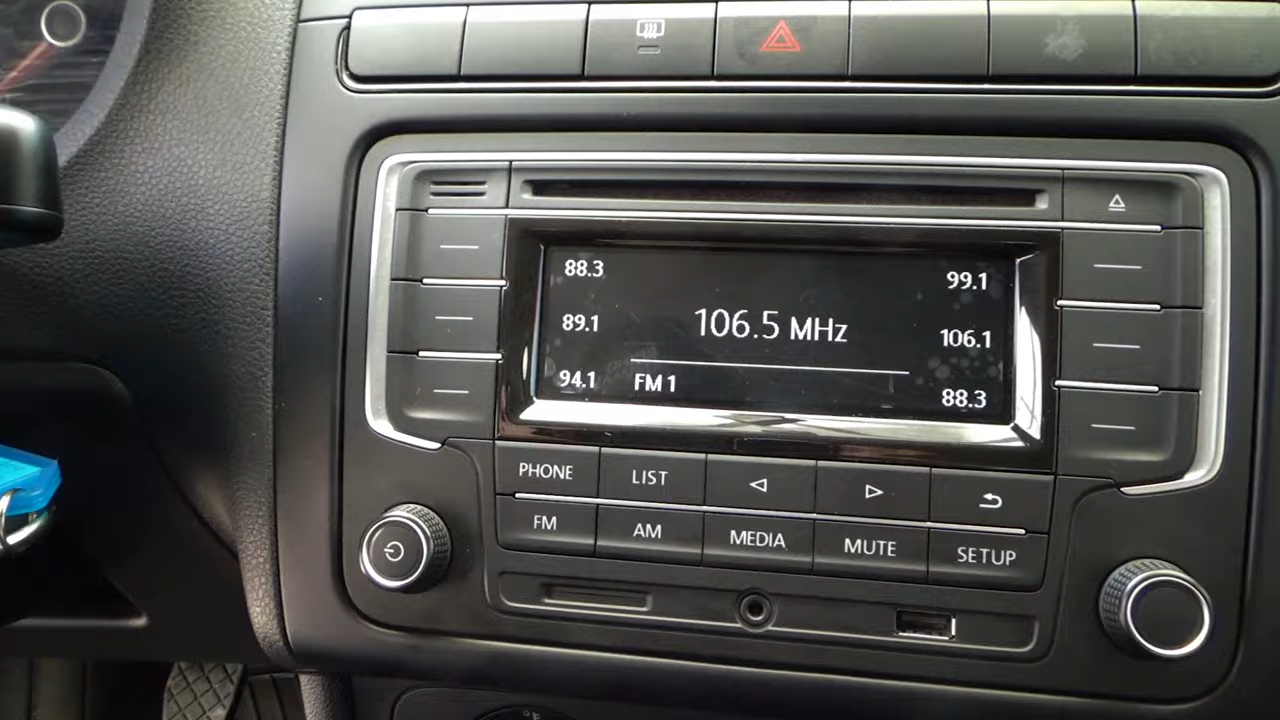 88.3
99.1
106.5 MHz
89.1
106.1
94.1
FM 1
88.3
PHONE
LIST
FM
AM
MEDIA
MUTE
SETUP
°F